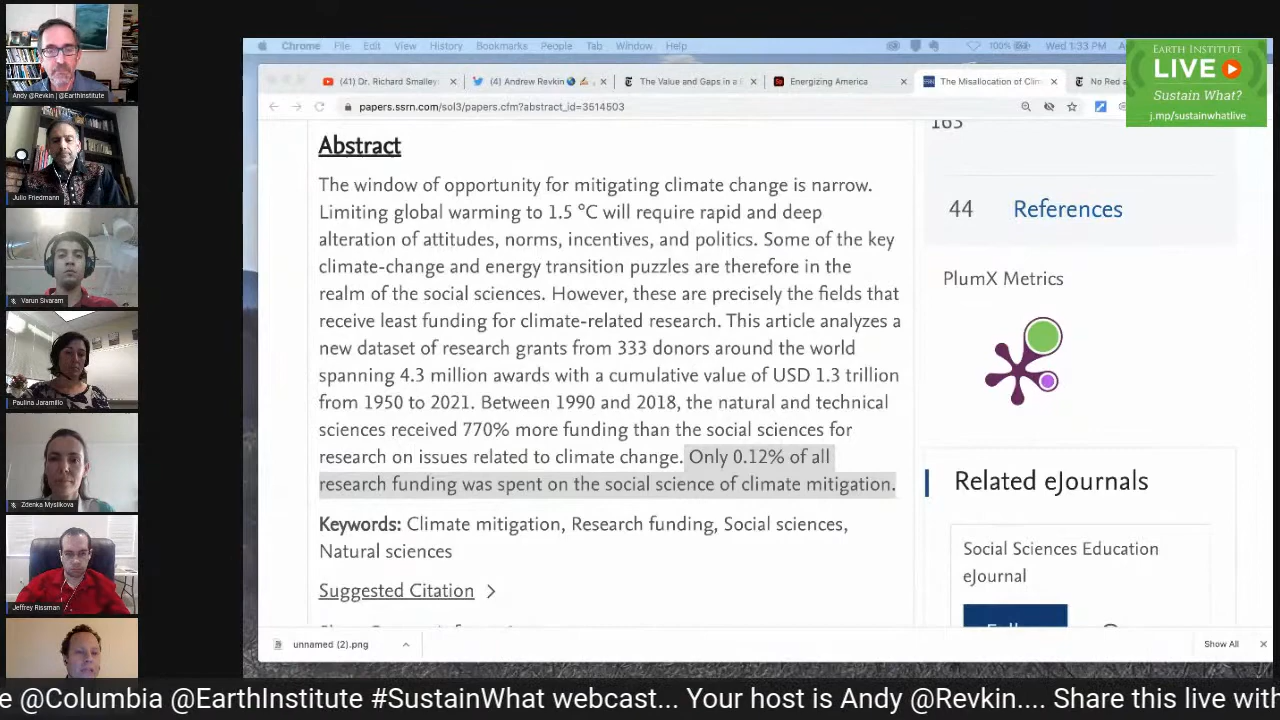 Andy @Revkin | @EarthInstitute
Julio Friedmann
Varun Sivaram
Paulina Jaramillo
Zdenka Myslikova
Jeffrey Rissman
Chrome File Edit View History Bookmarks People Tab Window Help
100% Wed 1:33 PM
(41) Dr. Richard Smalley
(4) Andrew Revkin
The Value and Gaps in
America
The Misallocation of Clim
No Red a
papers.ssrn.com/sol3/papers.cfm?abstract_id=3514503
EARTH INSTITUTE
LIVE
Sustain What?
j.mp/sustainwhatlive
Abstract
The window of opportunity for mitigating climate change is narrow.
Limiting global warming to 1.5 °C will require rapid and deep
alteration of attitudes, norms, incentives, and politics. Some of the key
climate-change and energy transition puzzles are therefore in the
realm of the social sciences. However, these are precisely the fields that
receive least funding for climate-related research. This article analyzes a
new dataset of research grants from 333 donors around the world
spanning 4.3 million awards with a cumulative value of USD 1.3 trillion
from 1950 to 2021. Between 1990 and 2018, the natural and technical
sciences received 770% more funding than the social sciences for
research on issues related to climate change. Only 0.12% of all
research funding was spent on the social science of climate mitigation.
Keywords: Climate mitigation, Research funding, Social sciences,
Natural sciences
Suggested Citation >
163
44 References
PlumX Metrics
Related eJournals
Social Sciences Education
eJournal
unnamed (2).png
Show All
e @Columbia @EarthInstitute #SustainWhat webcast... Your host is Andy @Revkin.... Share this live with